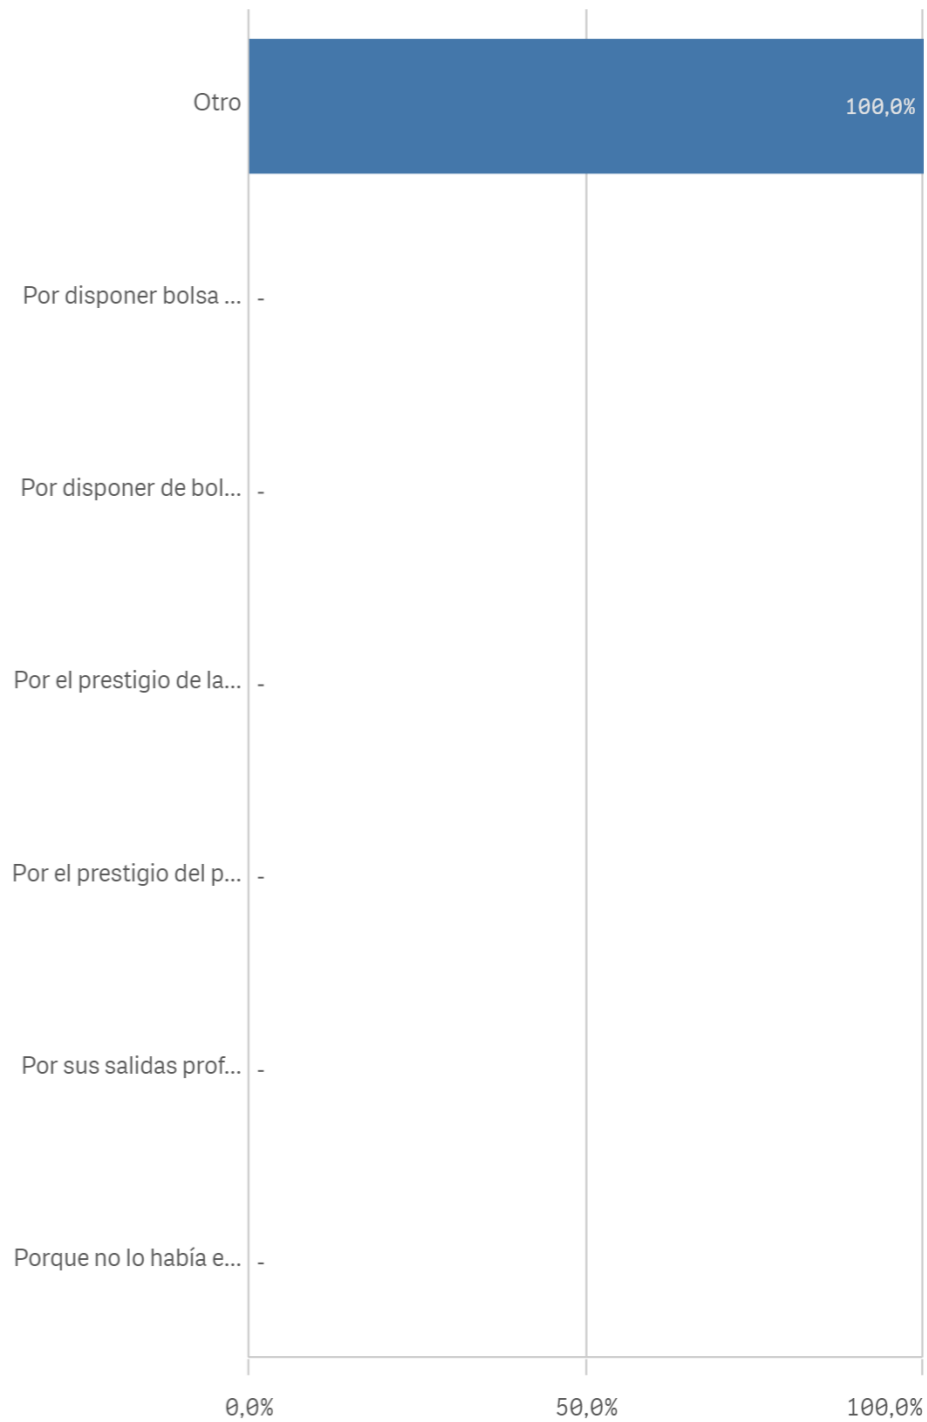 Otro
100,0%
Por disponer bolsa ... -
Por disponer de bol... -
Por el prestigio de la... -
Por el prestigio del p... -
Por sus salidas prof... -
Porque no lo había e... -
0,0% 50,0% 100,0%